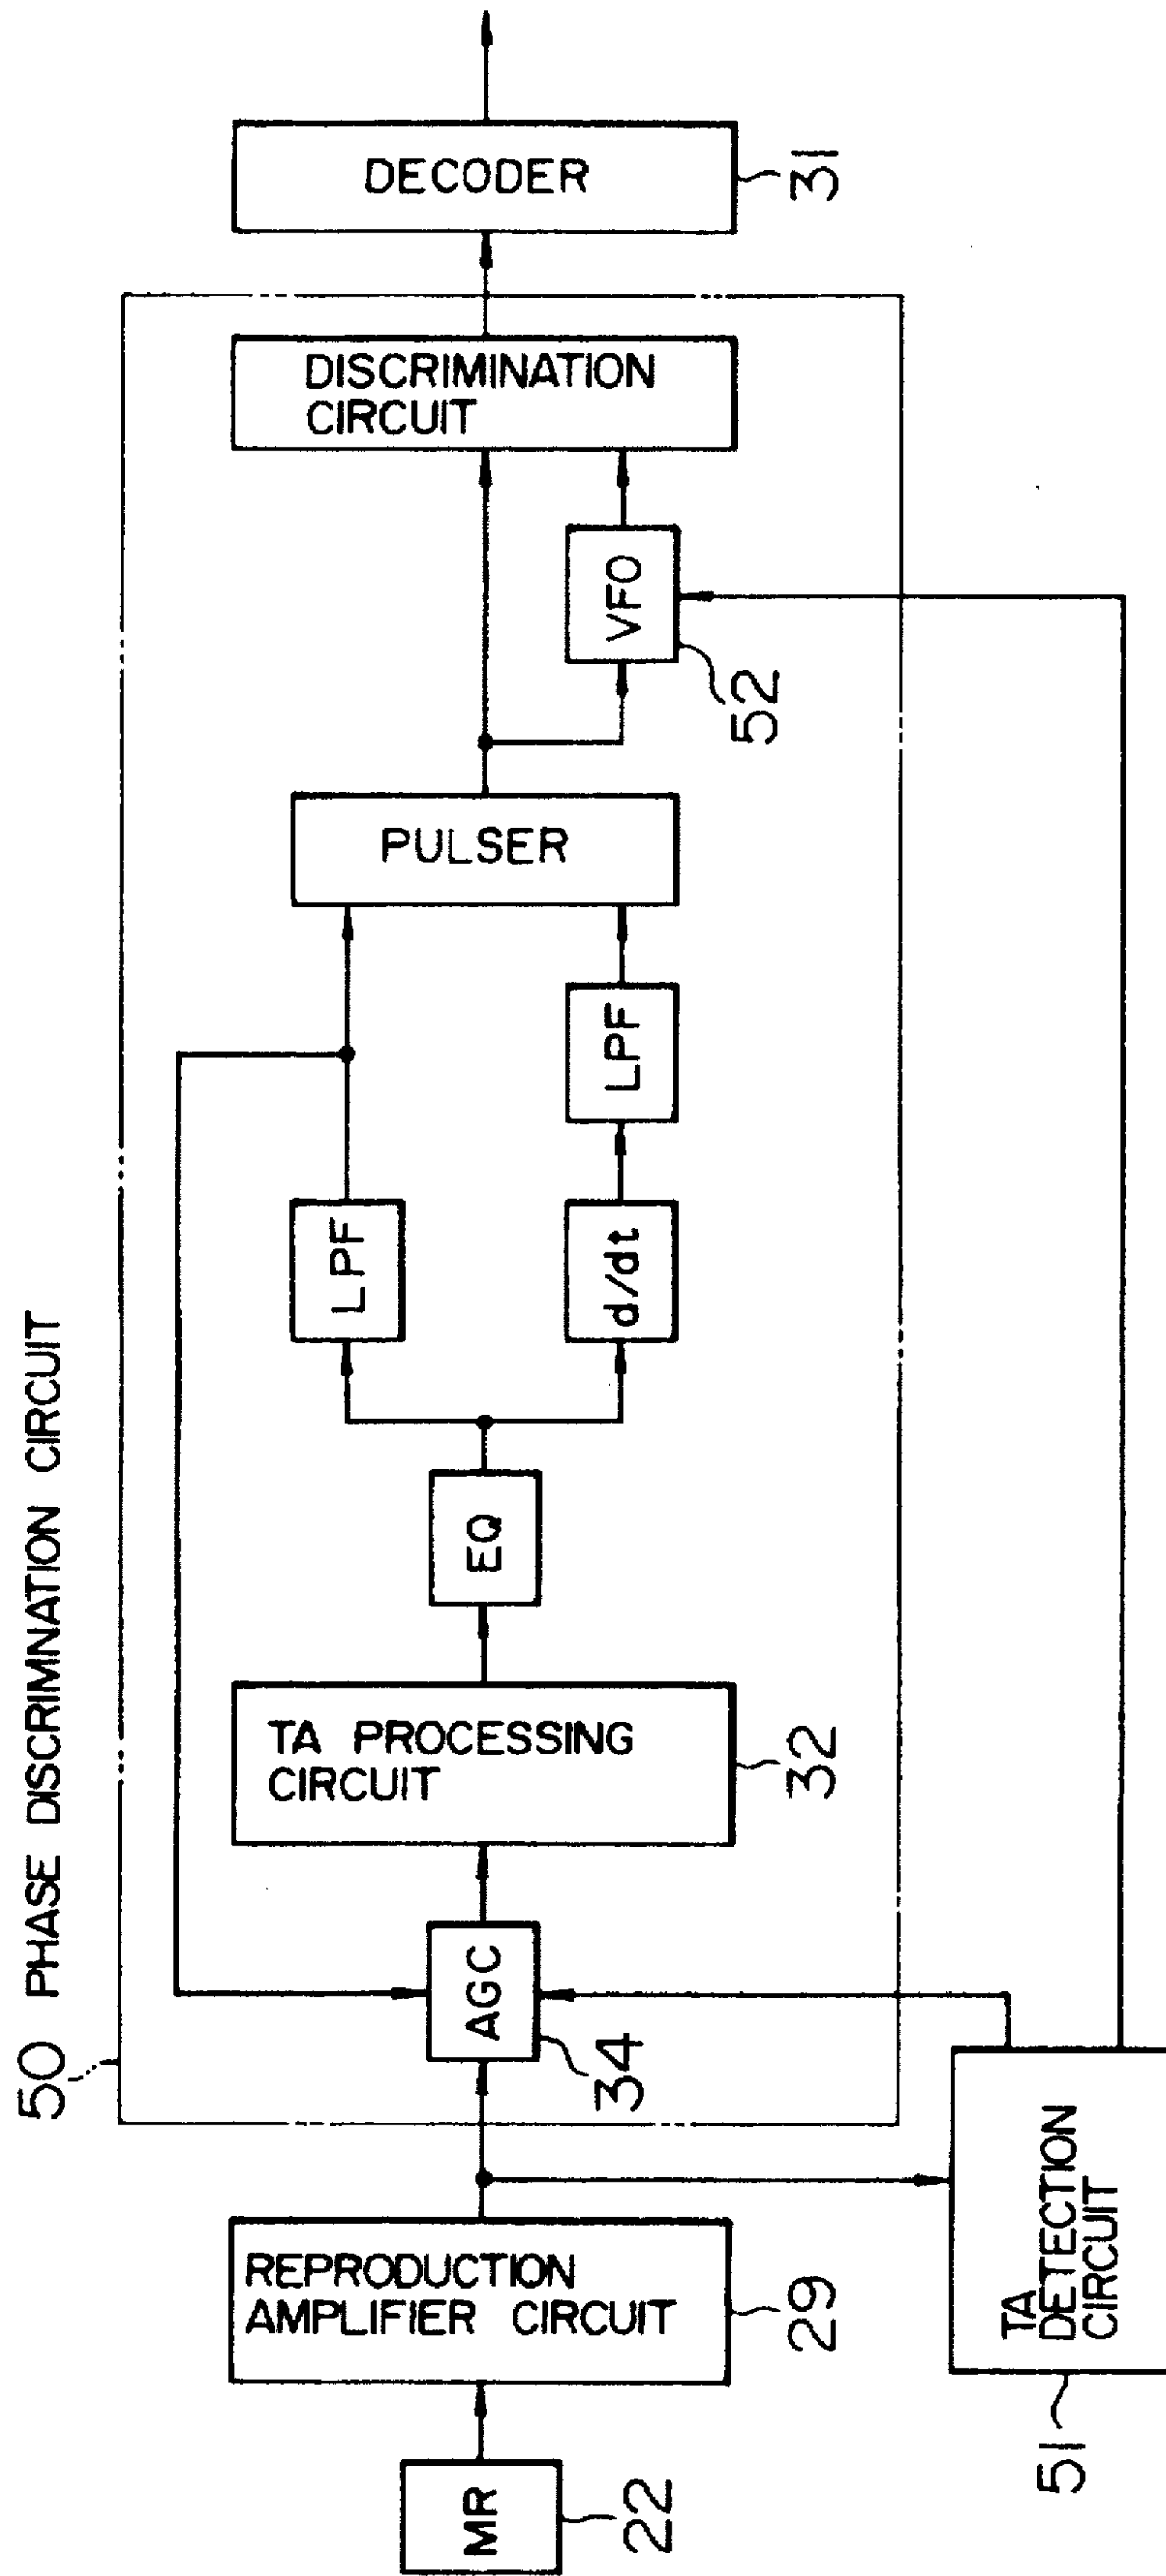 50 PHASE DISCRIMNATION CIRCUIT
MR
22
REPRODUCTION
AMPLIFIER CIRCUIT
29
AGC
34
TA PROCESSING
CIRCUIT
32
EQ
LPF
d/dt
LPF
PULSER
VFO
52
DISCRIMINATION
CIRCUIT
DECODER
31
TA
DETECTION
CIRCUIT
51